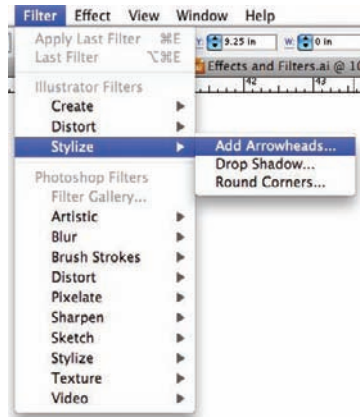 Filter Effect View Window Help
Apply Last Filter ⌘E
Last Filter ⌥⌘E
Y: 9.25 in W: 0 in
Effects and Filters.ai @ 10
42 43
Illustrator Filters
Create
Distort
Stylize
Add Arrowheads...
Drop Shadow...
Round Corners...
Photoshop Filters
Filter Gallery...
Artistic
Blur
Brush Strokes
Distort
Pixelate
Sharpen
Sketch
Stylize
Texture
Video